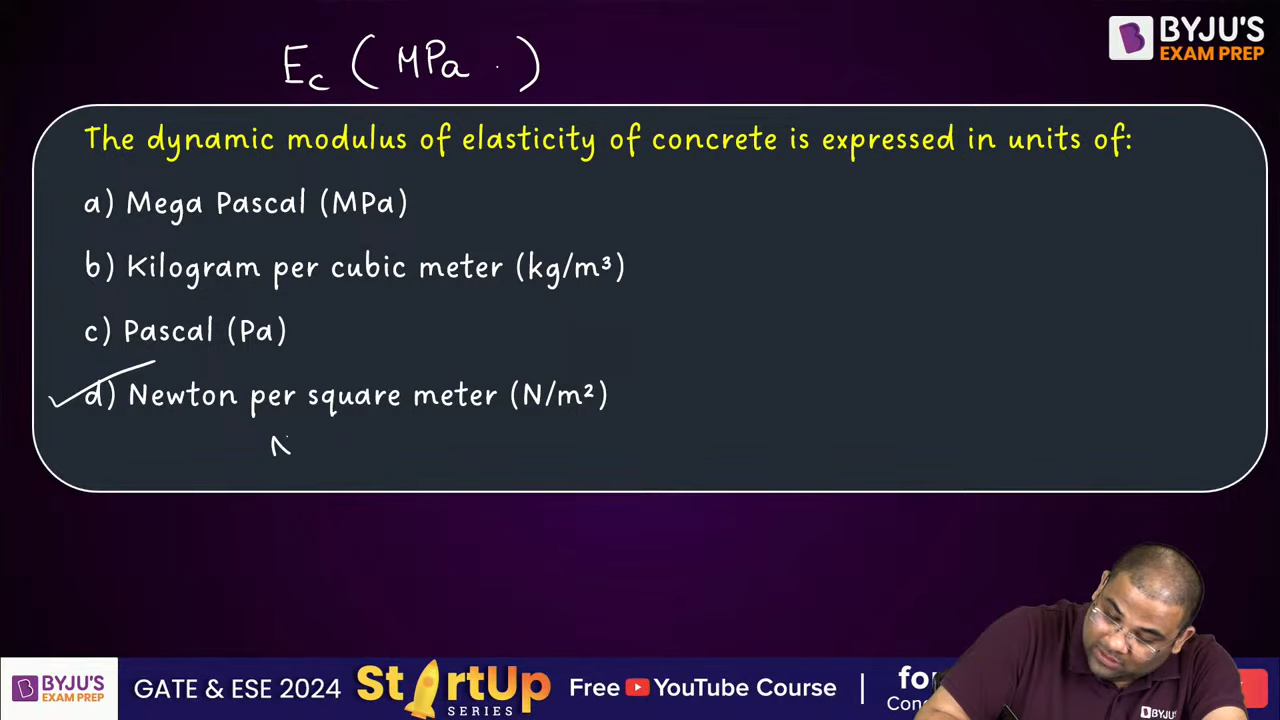 BYJU'S
EXAM PREP
Ec (MPa .)
The dynamic modulus of elasticity of concrete is expressed in units of:
a) Mega Pascal (MPa)
b) Kilogram per cubic meter (kg/m³)
c) Pascal (Pa)
d) Newton per square meter (N/m²)
N
BYJU'S
EXAM PREP
GATE & ESE 2024
StartUp
SERIES
Free YouTube Course
BYJU'S